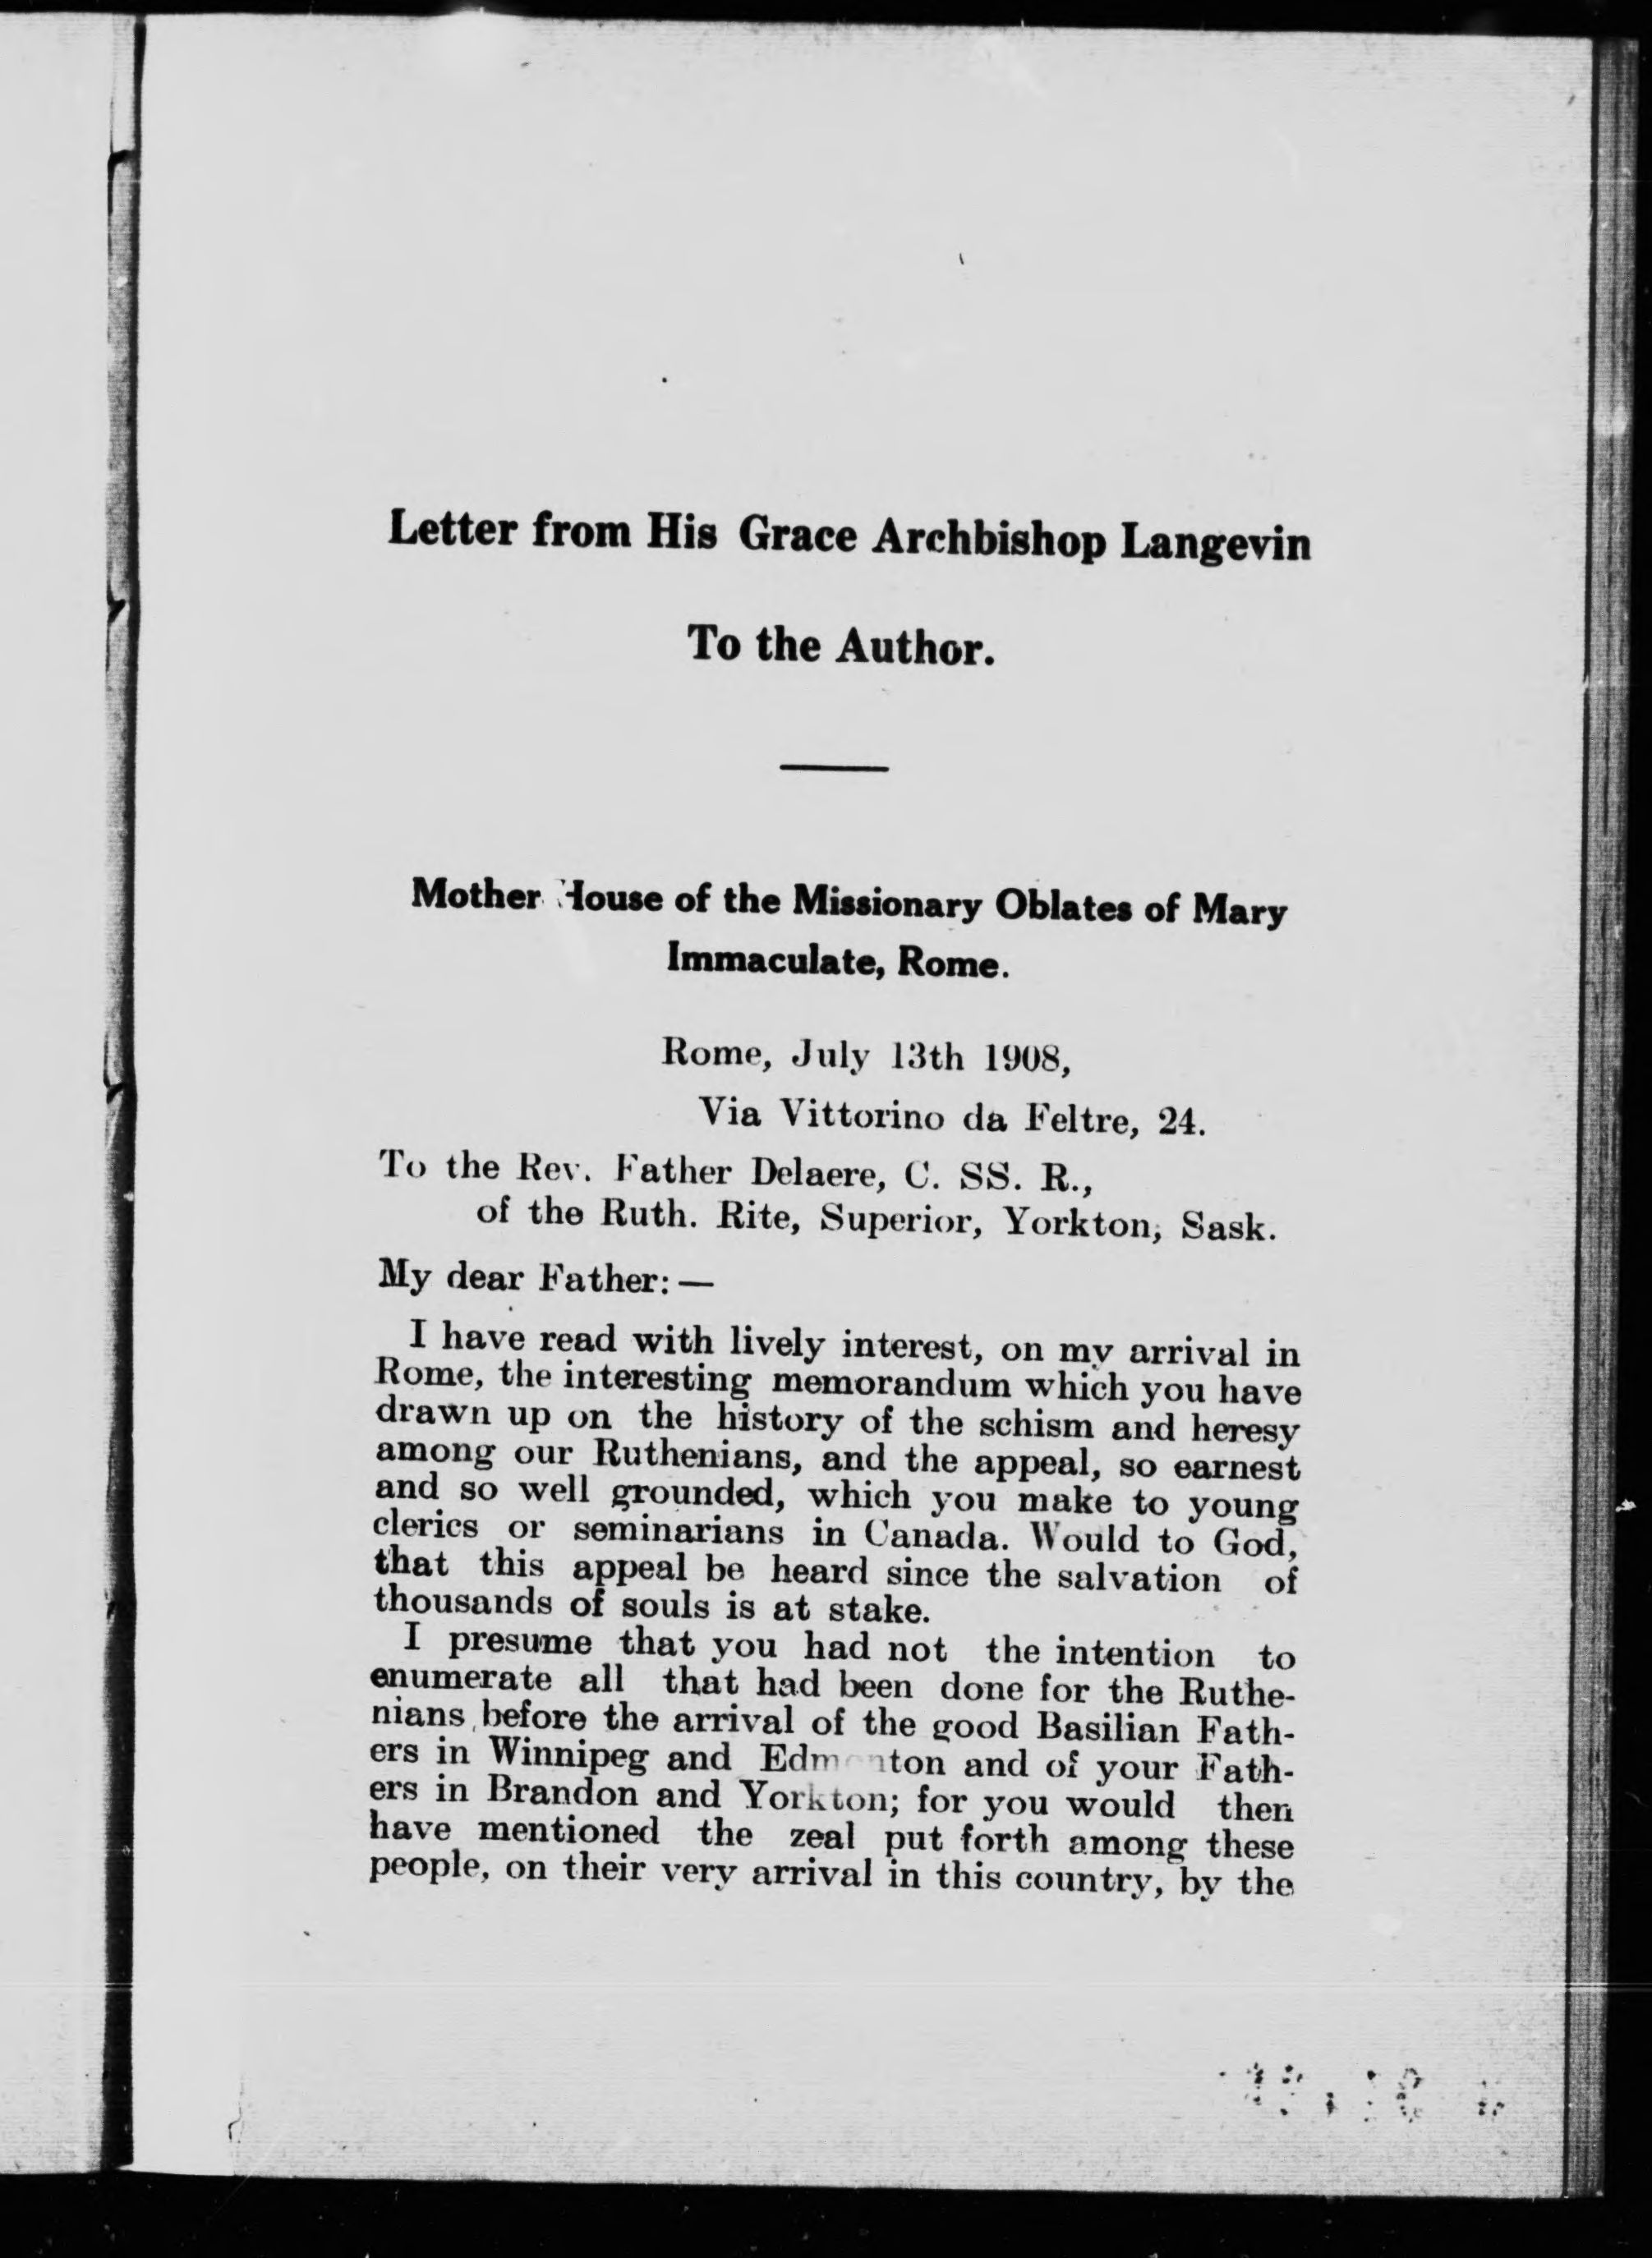 Letter from His Grace Archbishop Langevin
To the Author.
Mother House of the Missionary Oblates of Mary
Immaculate, Rome.
Rome, July 13th 1908,
Via Vittorino da Feltre, 24.
To the Rev. Father Delaere, C. SS. R.,
of the Ruth. Rite, Superior, Yorkton, Sask.
My dear Father: —
I have read with lively interest, on my arrival in
Rome, the interesting memorandum which you have
drawn up on the history of the schism and heresy
among our Ruthenians, and the appeal, so earnest
and so well grounded, which you make to young
clerics or seminarians in Canada. Would to God,
that this appeal be heard since the salvation of
thousands of souls is at stake.
I presume that you had not the intention to
enumerate all that had been done for the Ruthe-
nians before the arrival of the good Basilian Fath-
ers in Winnipeg and Edmonton and of your Fath-
ers in Brandon and Yorkton; for you would then
have mentioned the zeal put forth among these
people, on their very arrival in this country, by the